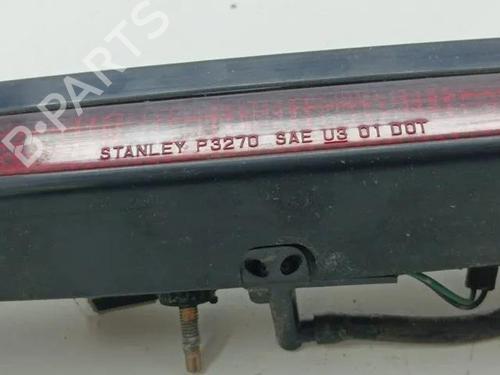 B-PARTS
STANLEY P3270 SAE U3 01 DOT